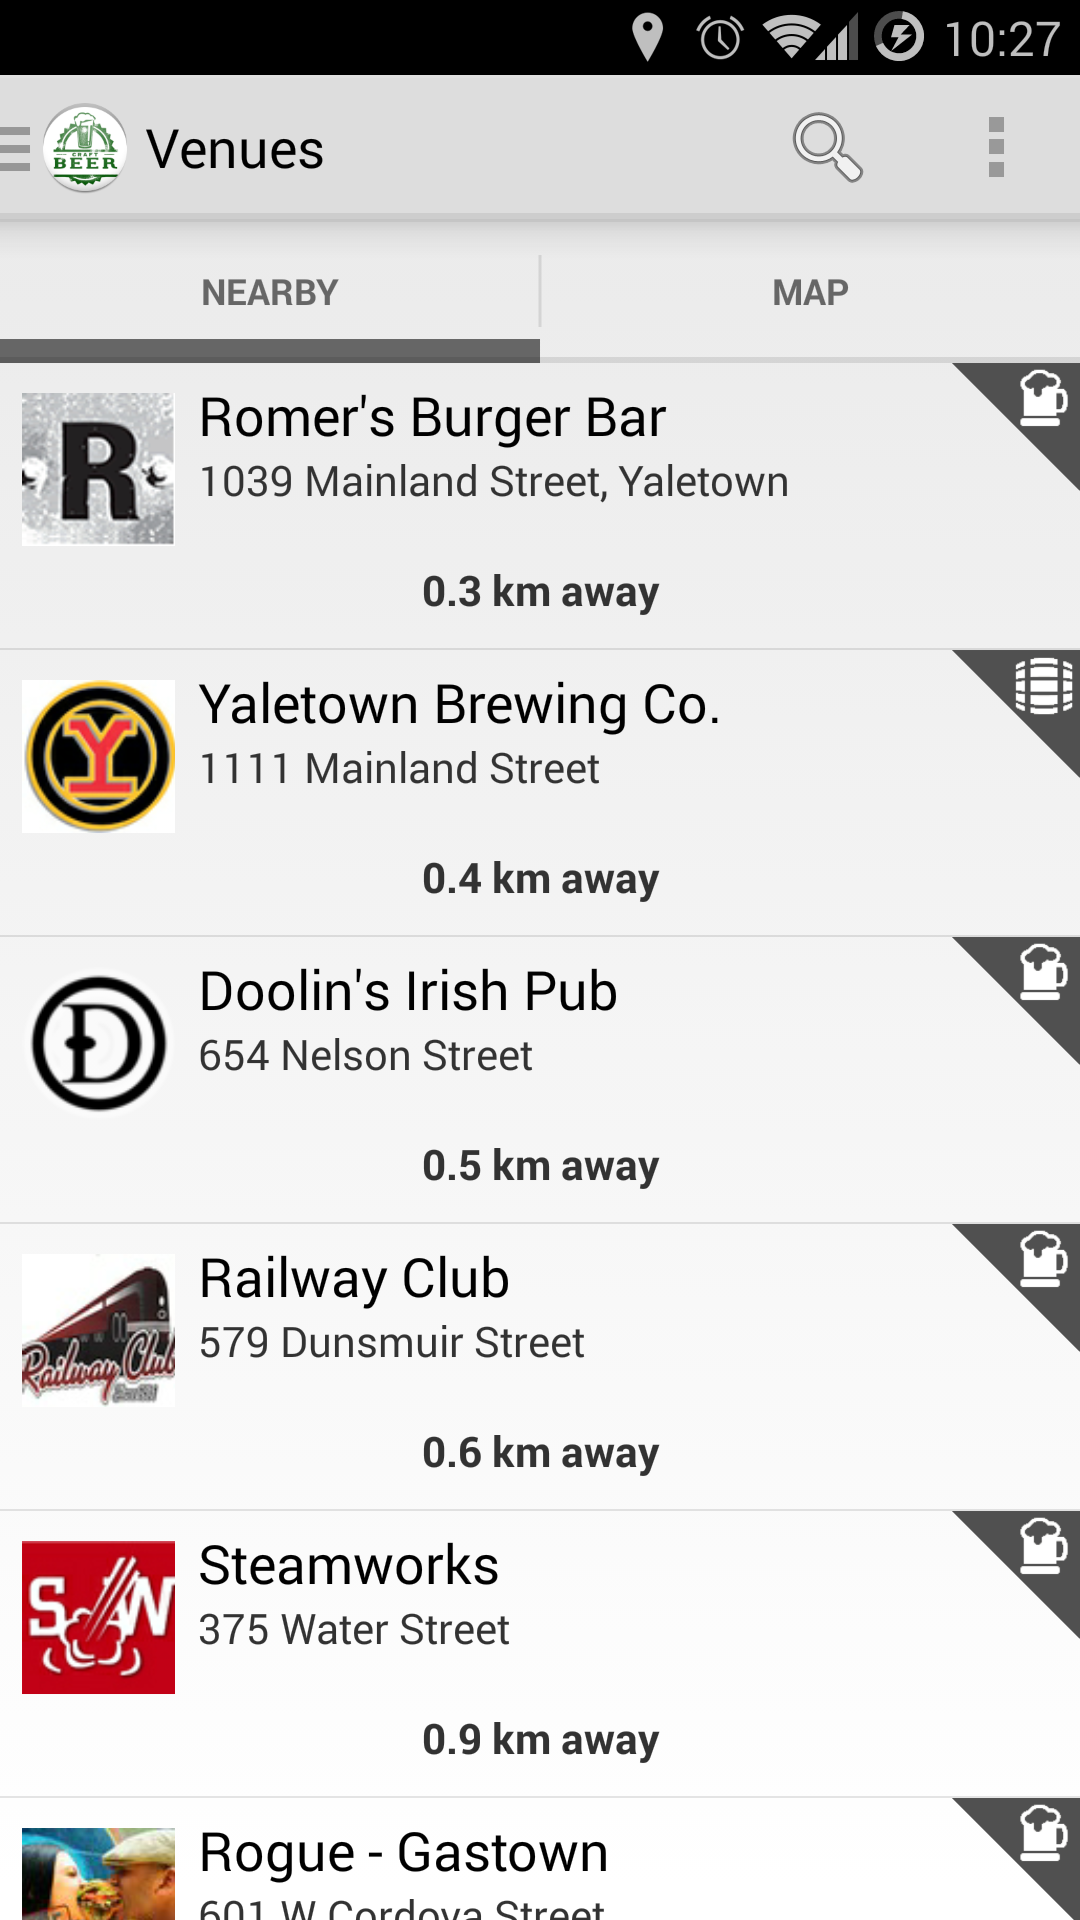 10:27
CRAFT
BEER
Venues
NEARBY
MAP
R
Romer's Burger Bar
1039 Mainland Street, Yaletown
0.3 km away
Y
Yaletown Brewing Co.
1111 Mainland Street
0.4 km away
D
Doolin's Irish Pub
654 Nelson Street
0.5 km away
Railway Club
Railway Club
579 Dunsmuir Street
0.6 km away
Steamworks
375 Water Street
0.9 km away
Rogue - Gastown
601 W Cordova Street